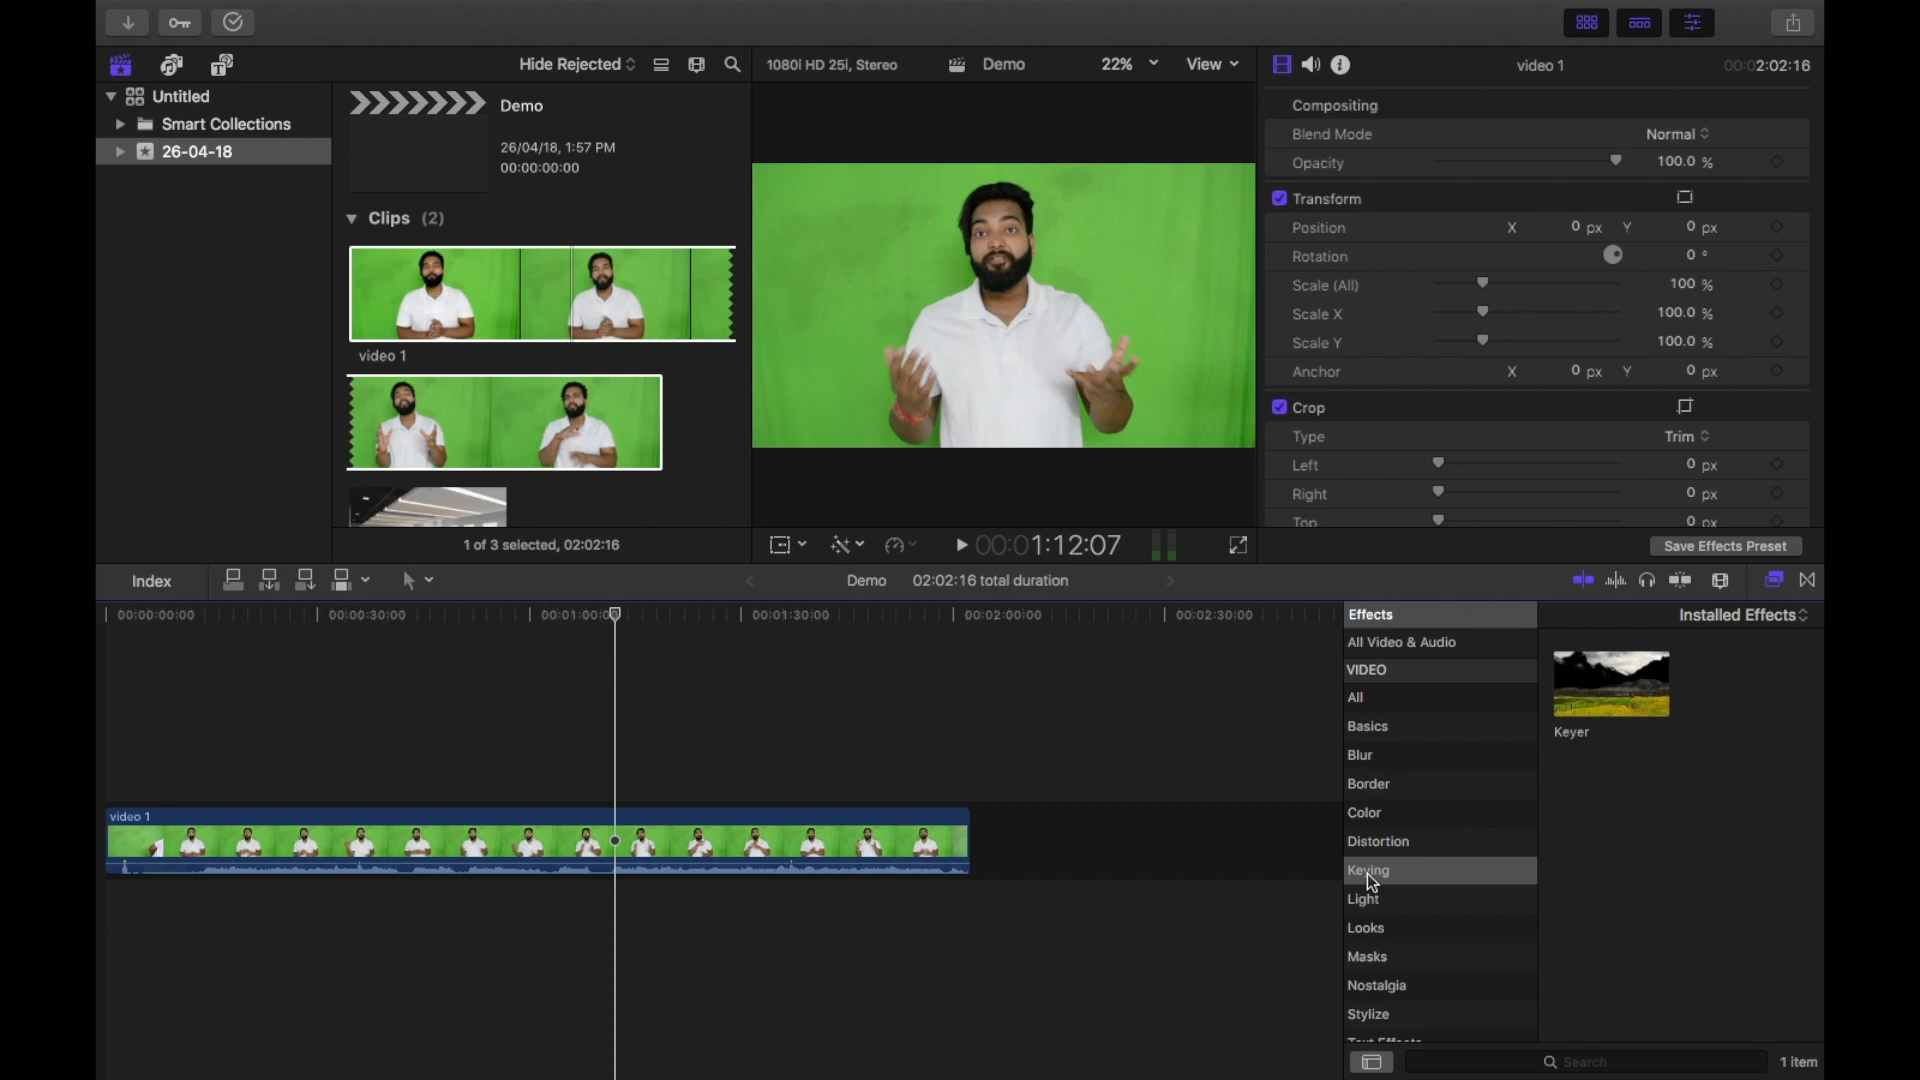 Hide Rejected
1080i HD 25i, Stereo
Demo
22%
View
video 1
00:02:02:16
Untitled
Smart Collections
26-04-18
Demo
26/04/18, 1:57 PM
00:00:00:00
Clips (2)
video 1
1 of 3 selected, 02:02:16
00:01:12:07
Compositing
Blend Mode Normal
Opacity 100.0 %
Transform
Position X 0 px Y 0 px
Rotation 0 °
Scale (All) 100 %
Scale X 100.0 %
Scale Y 100.0 %
Anchor X 0 px Y 0 px
Crop
Type Trim
Left 0 px
Right 0 px
Top 0 px
Save Effects Preset
Index
Demo 02:02:16 total duration
00:00:00:00 00:00:30:00 00:01:00:00 00:01:30:00 00:02:00:00 00:02:30:00
video 1
Effects
Installed Effects
All Video & Audio
VIDEO
All
Basics
Blur
Border
Color
Distortion
Keying
Light
Looks
Masks
Nostalgia
Stylize
Text Effects
Keyer
Search
1 item